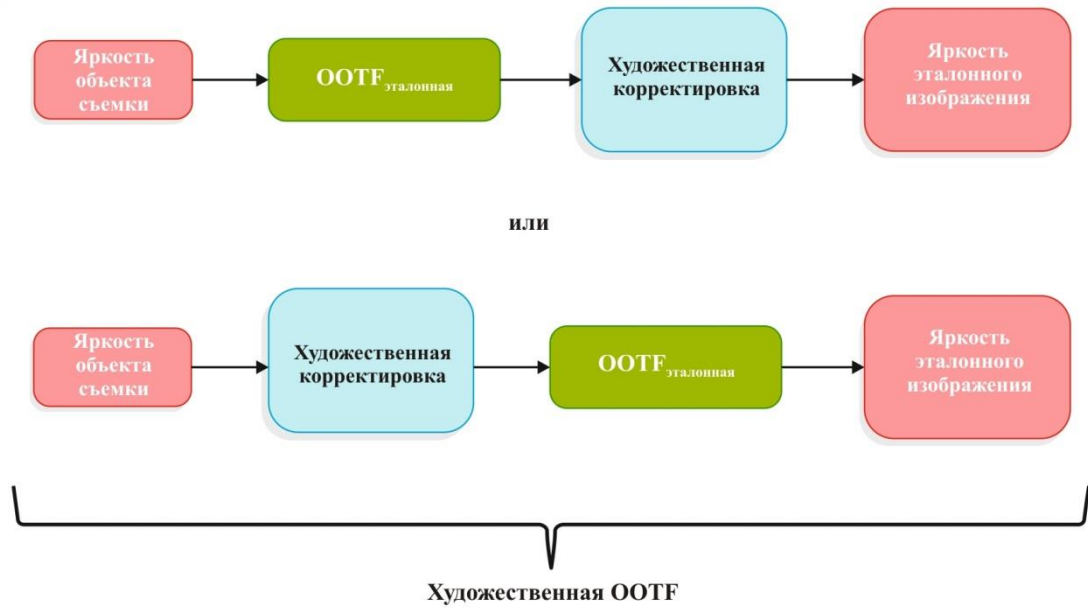 Яркость
объекта
съемки
OOTFэталонная
Художественная
корректировка
Яркость
эталонного
изображения
или
Яркость
объекта
съемки
Художественная
корректировка
OOTFэталонная
Яркость
эталонного
изображения
Художественная OOTF